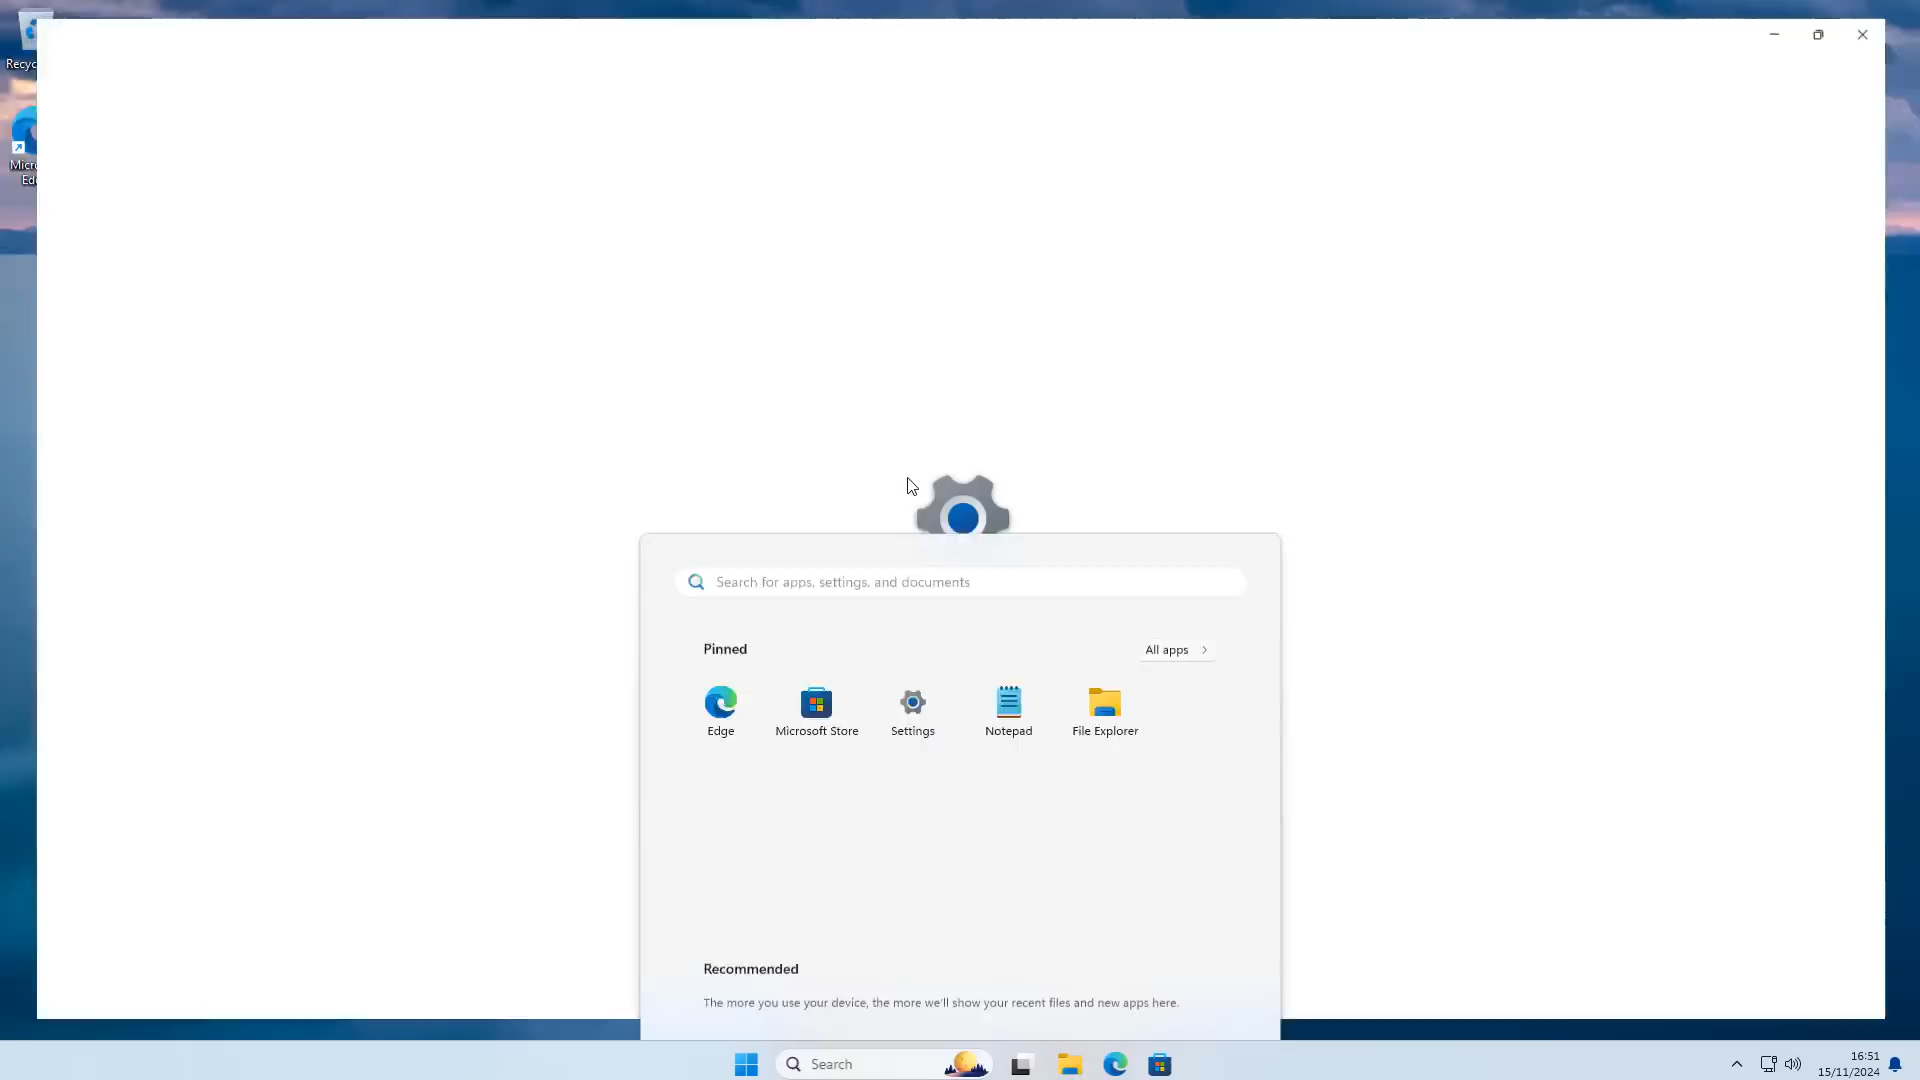 Recyc
Micro
Ed
Search for apps, settings, and documents
Pinned
All apps
Edge
Microsoft Store
Settings
Notepad
File Explorer
Recommended
The more you use your device, the more we'll show your recent files and new apps here.
Search
16:51
15/11/2024